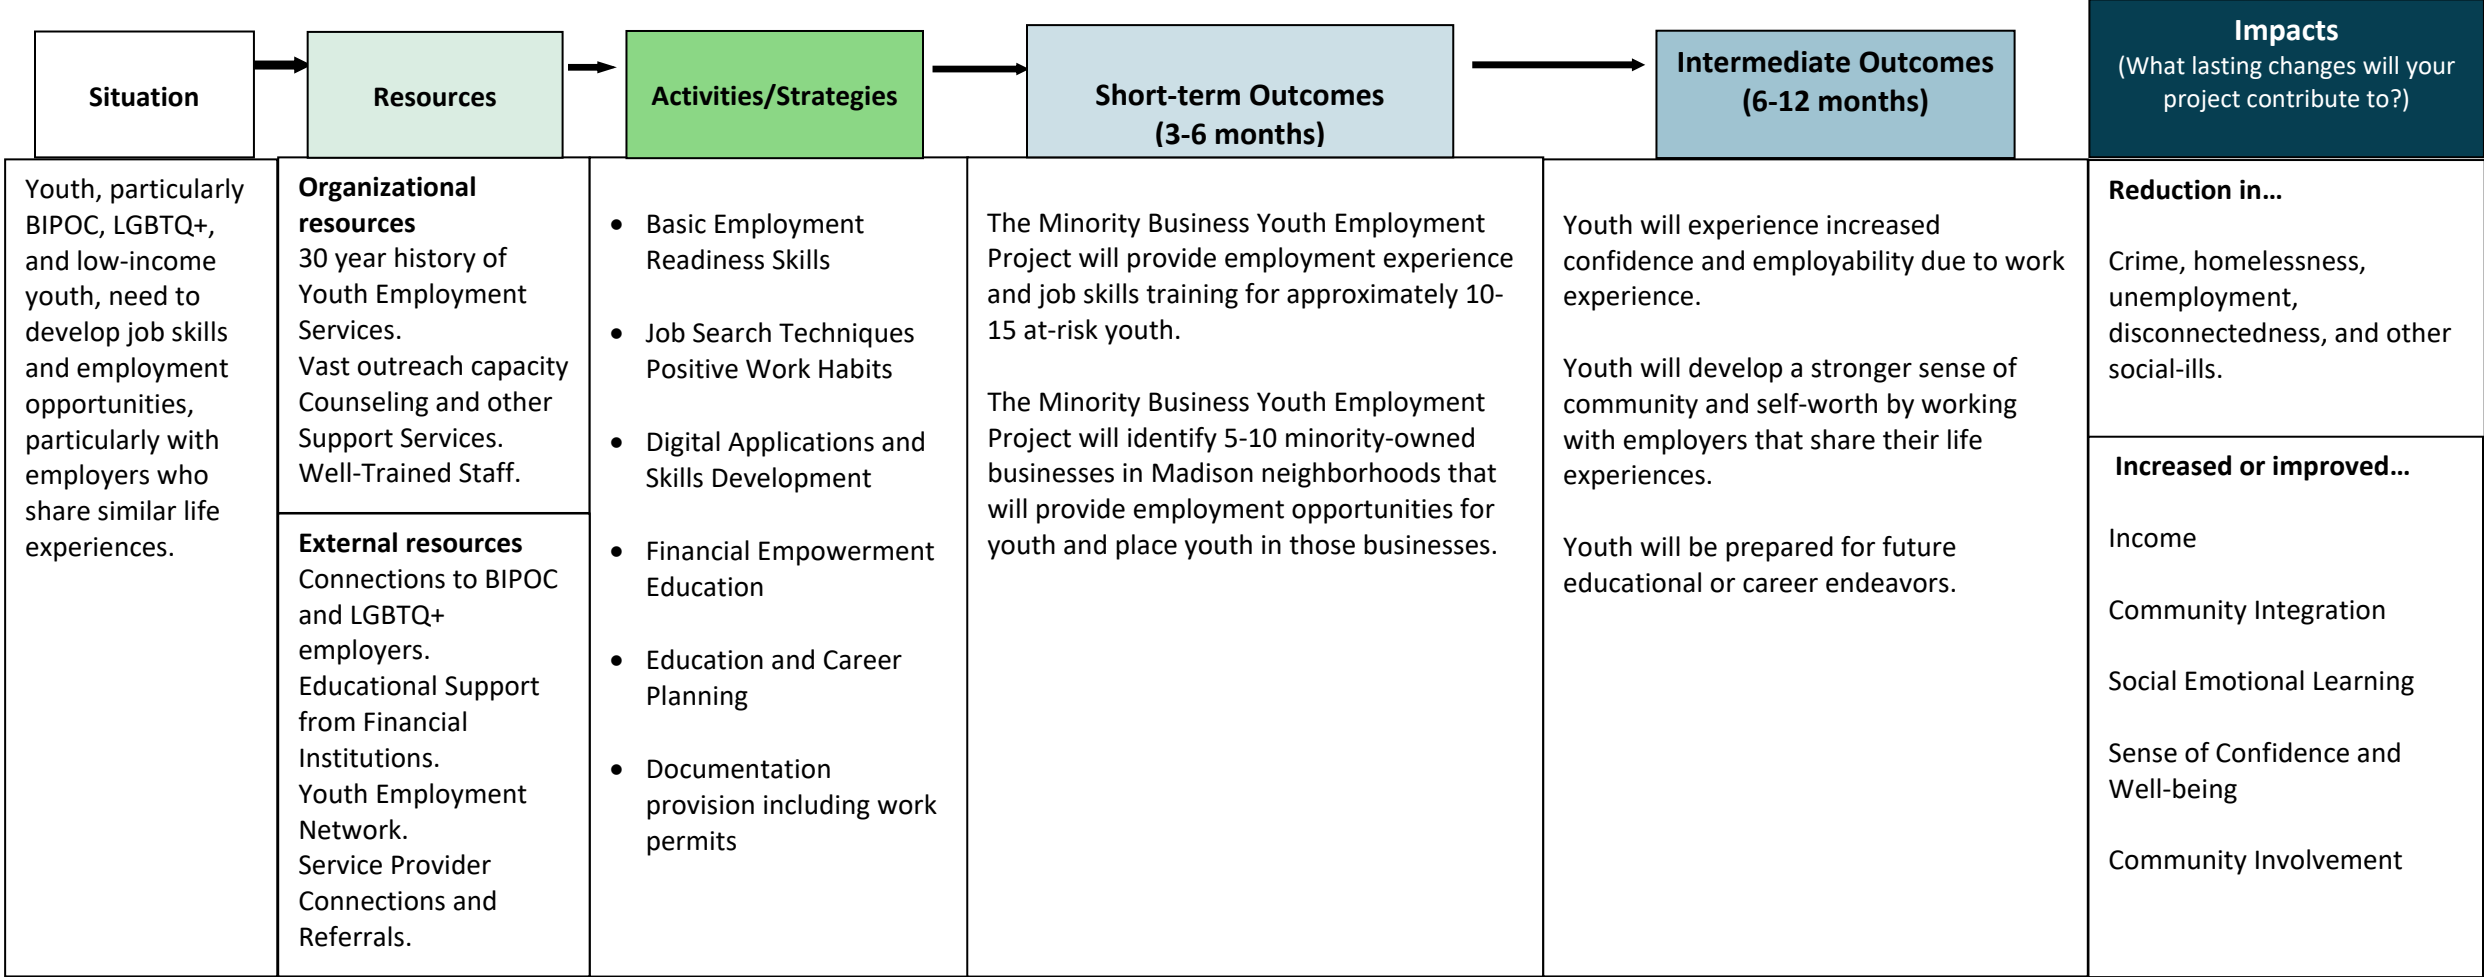 Situation
Resources
Activities/Strategies
Short-term Outcomes
(3-6 months)
Intermediate Outcomes
(6-12 months)
Impacts
(What lasting changes will your
project contribute to?)
Youth, particularly
BIPOC, LGBTQ+,
and low-income
youth, need to
develop job skills
and employment
opportunities,
particularly with
employers who
share similar life
experiences.
Organizational
resources
30 year history of
Youth Employment
Services.
Vast outreach capacity
Counseling and other
Support Services.
Well-Trained Staff.
External resources
Connections to BIPOC
and LGBTQ+
employers.
Educational Support
from Financial
Institutions.
Youth Employment
Network.
Service Provider
Connections and
Referrals.
• Basic Employment
Readiness Skills
• Job Search Techniques
Positive Work Habits
• Digital Applications and
Skills Development
• Financial Empowerment
Education
• Education and Career
Planning
• Documentation
provision including work
permits
The Minority Business Youth Employment
Project will provide employment experience
and job skills training for approximately 10-
15 at-risk youth.
The Minority Business Youth Employment
Project will identify 5-10 minority-owned
businesses in Madison neighborhoods that
will provide employment opportunities for
youth and place youth in those businesses.
Youth will experience increased
confidence and employability due to work
experience.
Youth will develop a stronger sense of
community and self-worth by working
with employers that share their life
experiences.
Youth will be prepared for future
educational or career endeavors.
Reduction in…
Crime, homelessness,
unemployment,
disconnectedness, and other
social-ills.
Increased or improved…
Income
Community Integration
Social Emotional Learning
Sense of Confidence and
Well-being
Community Involvement